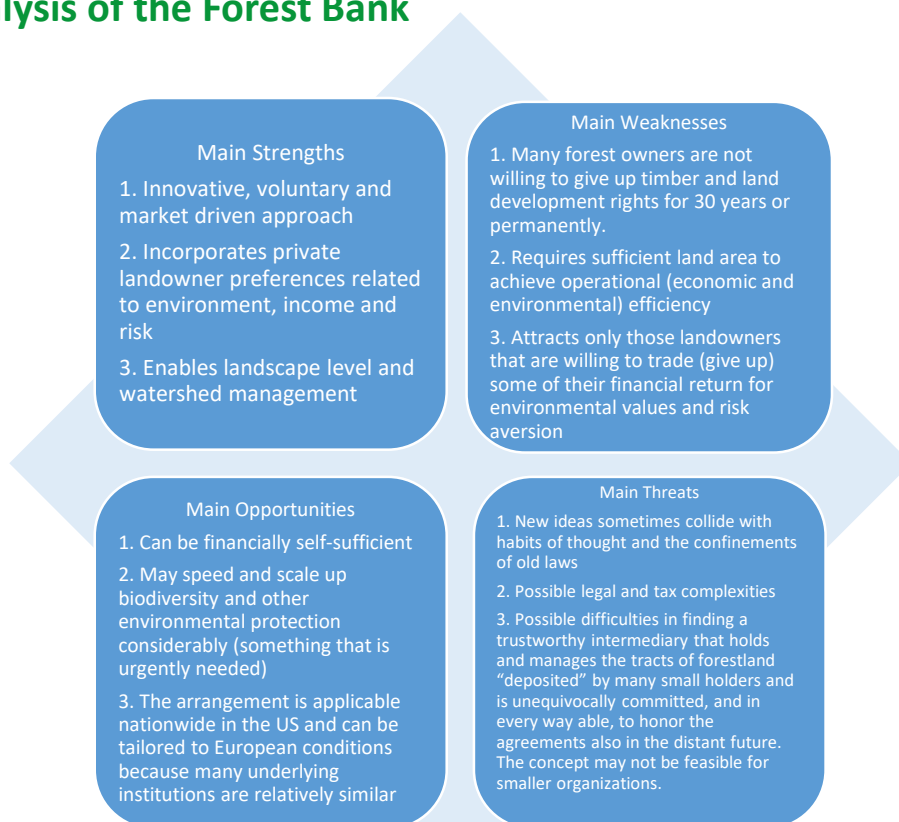 lysis of the Forest Bank
Main Strengths
1. Innovative, voluntary and
market driven approach
2. Incorporates private
landowner preferences related
to environment, income and
risk
3. Enables landscape level and
watershed management
Main Weaknesses
1. Many forest owners are not
willing to give up timber and land
development rights for 30 years or
permanently.
2. Requires sufficient land area to
achieve operational (economic and
environmental) efficiency
3. Attracts only those landowners
that are willing to trade (give up)
some of their financial return for
environmental values and risk
aversion
Main Opportunities
1. Can be financially self-sufficient
2. May speed and scale up
biodiversity and other
environmental protection
considerably (something that is
urgently needed)
3. The arrangement is applicable
nationwide in the US and can be
tailored to European conditions
because many underlying
institutions are relatively similar
Main Threats
1. New ideas sometimes collide with
habits of thought and the confinements
of old laws
2. Possible legal and tax complexities
3. Possible difficulties in finding a
trustworthy intermediary that holds
and manages the tracts of forestland
“deposited” by many small holders and
is unequivocally committed, and in
every way able, to honor the
agreements also in the distant future.
The concept may not be feasible for
smaller organizations.